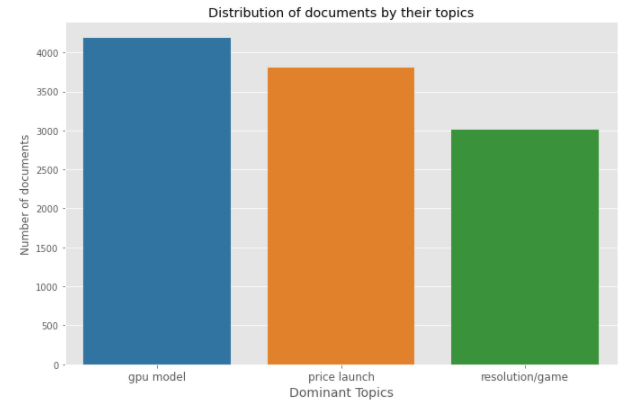 Distribution of documents by their topics
Number of documents
4000
3500
3000
2500
2000
1500
1000
500
0
gpu model price launch resolution/game
Dominant Topics